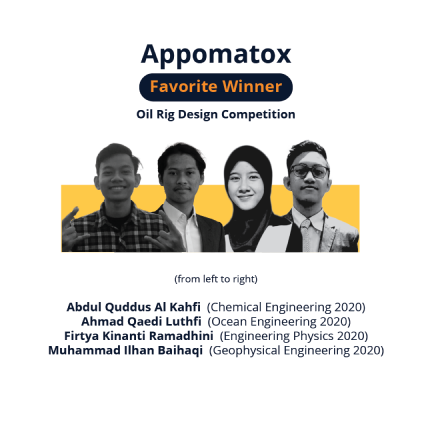 Appomatox
Favorite Winner
Oil Rig Design Competition
(from left to right)
Abdul Quddus Al Kahfi (Chemical Engineering 2020)
Ahmad Qaedi Luthfi (Ocean Engineering 2020)
Firtya Kinanti Ramadhini (Engineering Physics 2020)
Muhammad Ilhan Baihaqi (Geophysical Engineering 2020)